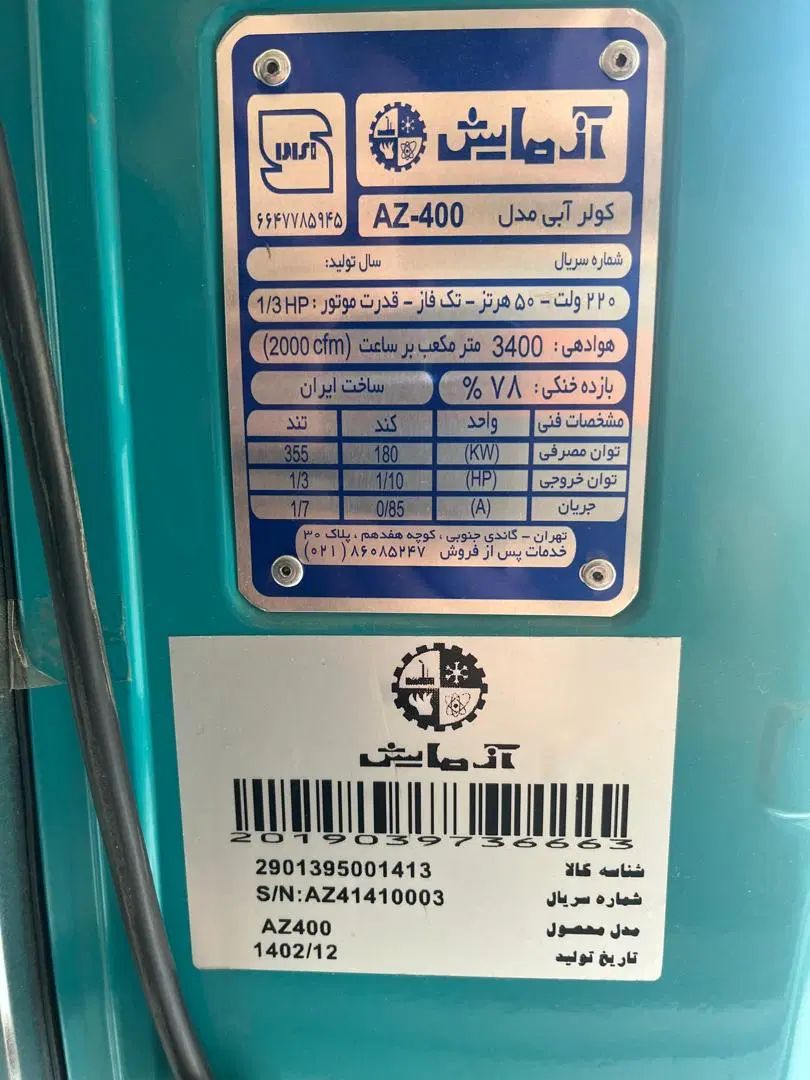 آزمایش
۶۶۴۷۷۸۵۹۴۵
کولر آبی مدل AZ-400
شماره سریال سال تولید:
۲۲۰ ولت - ۵۰ هرتز - تک فاز - قدرت موتور : 1/3 HP
هوادهی: 3400 متر مکعب بر ساعت (2000 cfm)
بازده خنکی: ۷۸ %
ساخت ایران
مشخصات فنی واحد کند تند
توان مصرفی (KW) 180 355
توان خروجی (HP) 1/10 1/3
جریان (A) 0/85 1/7
تهران - گاندی جنوبی ، کوچه هفدهم ، پلاک ۳۰
خدمات پس از فروش ۸۶۰۸۵۲۴۷ (۰۲۱)
آزمایش
2019039736663
شناسه کالا 2901395001413
شماره سریال S/N:AZ41410003
مدل محصول AZ400
تاریخ تولید 1402/12